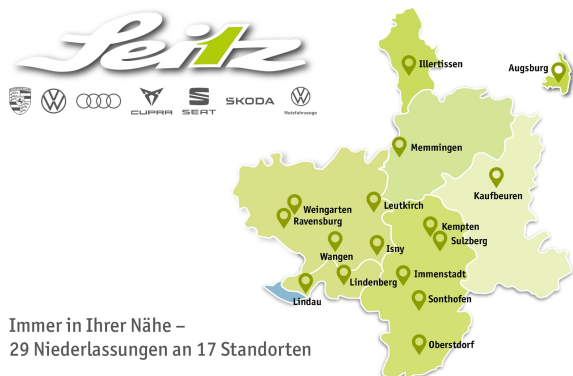 Seitz
CUPRA
SEAT
SKODA
Nutzfahrzeuge
Illertissen
Augsburg
Memmingen
Kaufbeuren
Leutkirch
Weingarten
Ravensburg
Kempten
Sulzberg
Wangen
Isny
Immenstadt
Lindenberg
Lindau
Sonthofen
Oberstdorf
Immer in Ihrer Nähe –
29 Niederlassungen an 17 Standorten